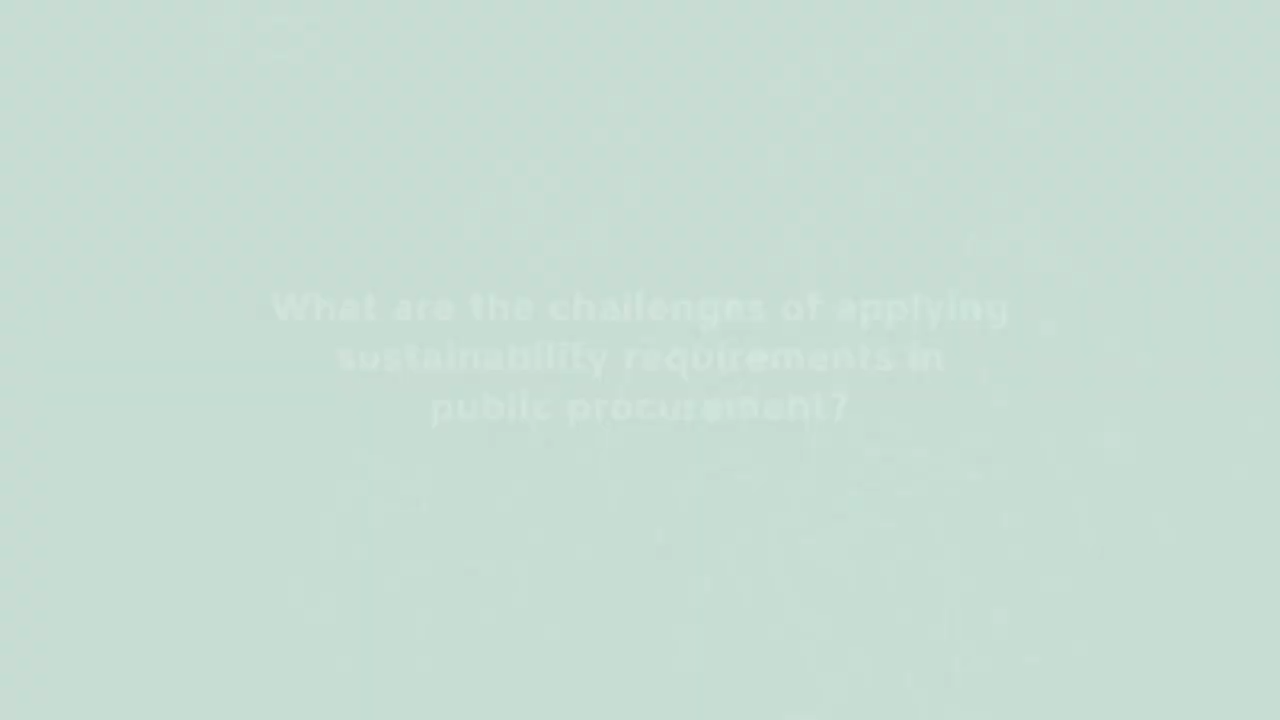 What are the challenges of applying
sustainability requirements in
public procurement?